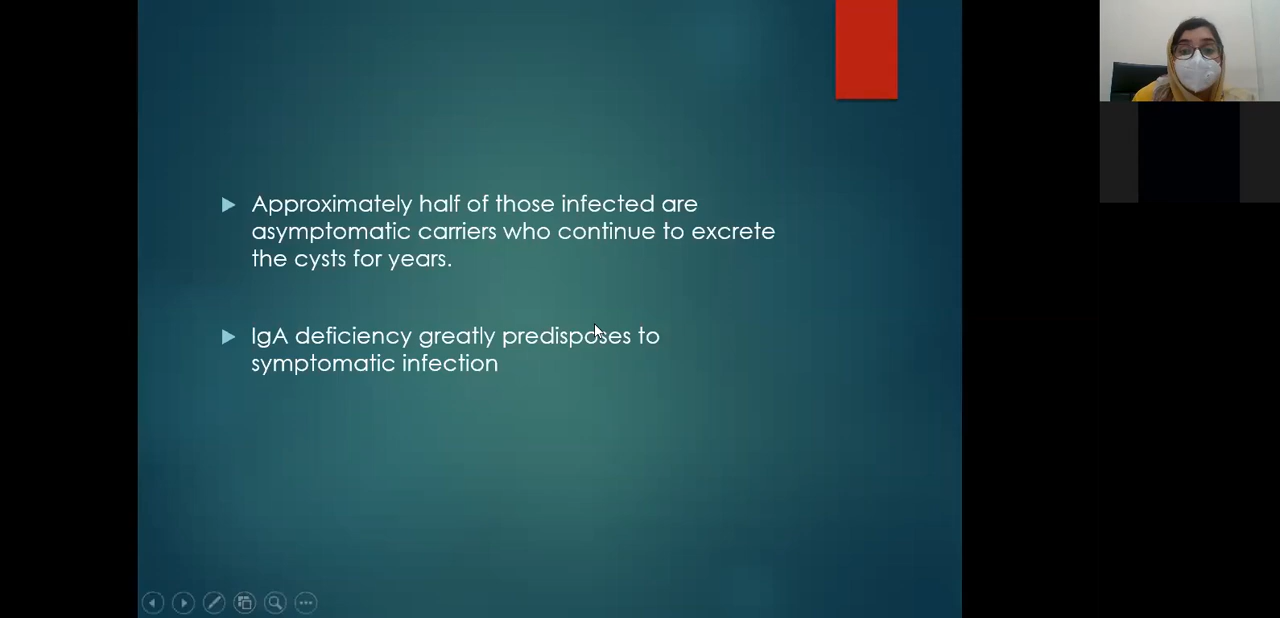 Approximately half of those infected are
asymptomatic carriers who continue to excrete
the cysts for years.
IgA deficiency greatly predisposes to
symptomatic infection